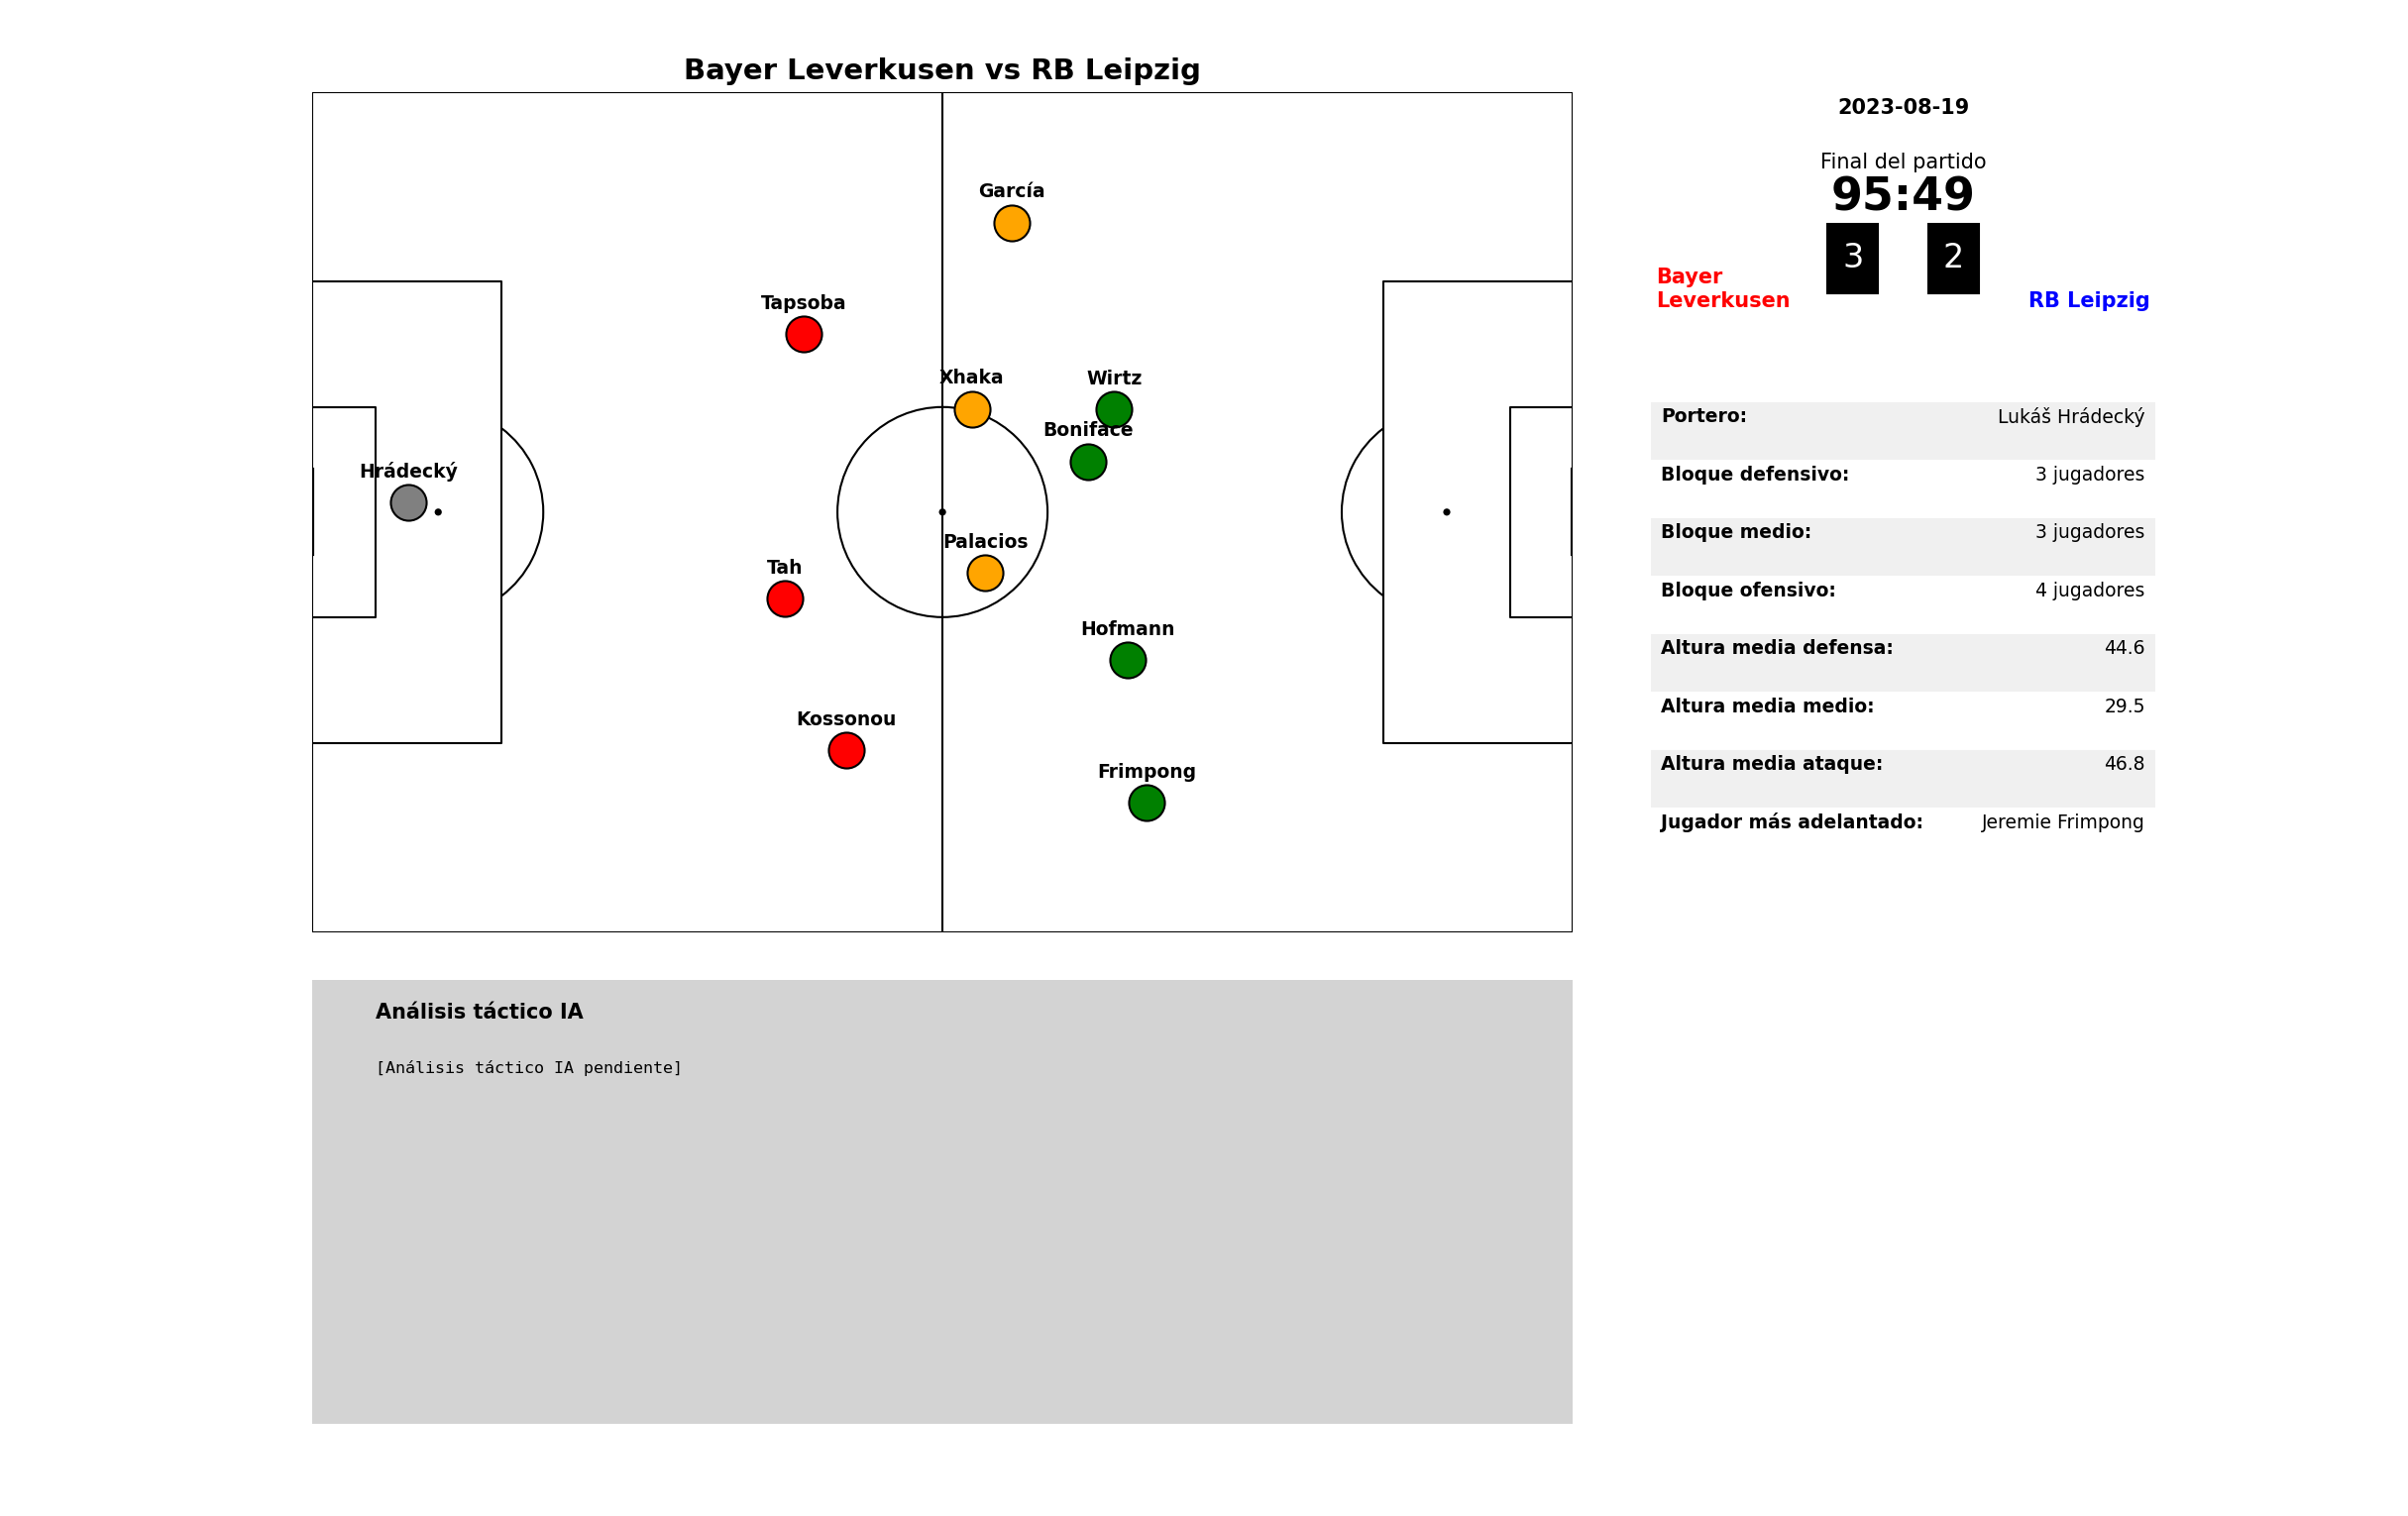 Bayer Leverkusen vs RB Leipzig
García
Tapsoba
Xhaka
Wirtz
Boniface
Hrádecký
Palacios
Tah
Hofmann
Kossonou
Frimpong
2023-08-19
Final del partido
95:49
3 2
Bayer
Leverkusen
RB Leipzig
Portero: Lukáš Hrádecký
Bloque defensivo: 3 jugadores
Bloque medio: 3 jugadores
Bloque ofensivo: 4 jugadores
Altura media defensa: 44.6
Altura media medio: 29.5
Altura media ataque: 46.8
Jugador más adelantado: Jeremie Frimpong
Análisis táctico IA
[Análisis táctico IA pendiente]